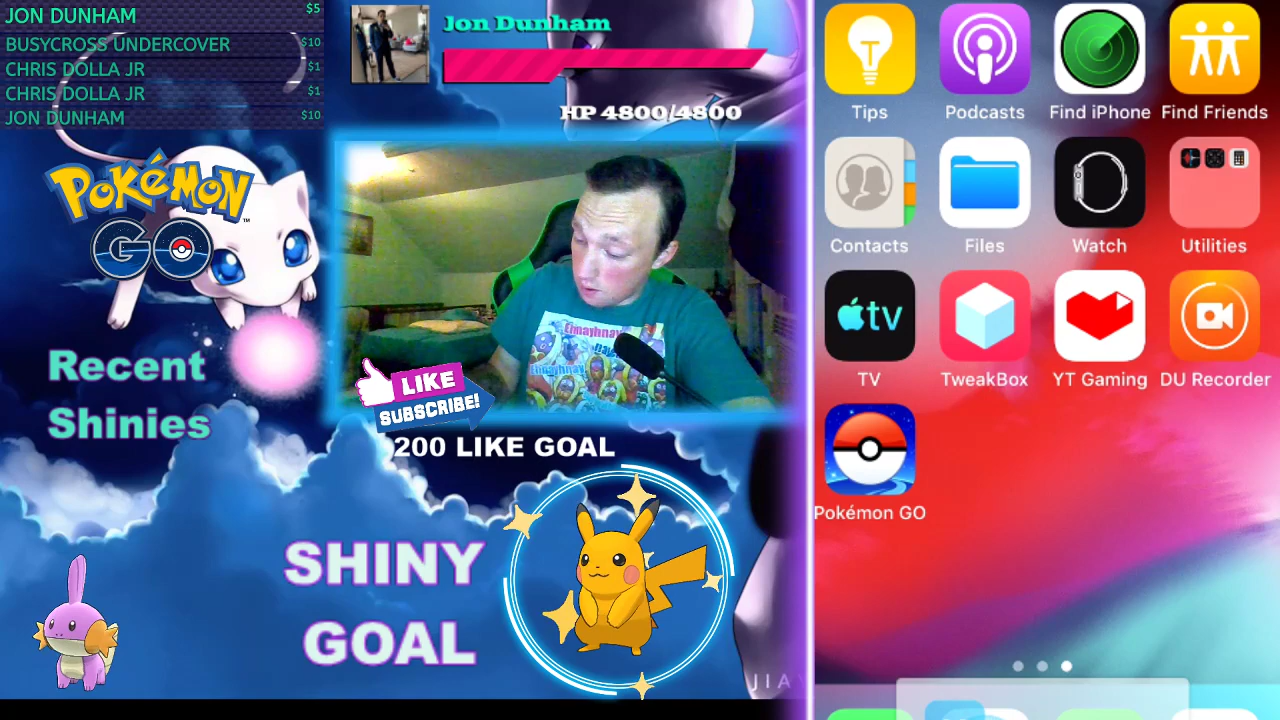 JON DUNHAM $5
BUSYCROSS UNDERCOVER $10
CHRIS DOLLA JR $1
CHRIS DOLLA JR $1
JON DUNHAM $10
Jon Dunham
HP 4800/4800
POKéMON
™
GO
Recent
Shinies
LIKE
SUBSCRIBE!
200 LIKE GOAL
SHINY
GOAL
Tips Podcasts Find iPhone Find Friends
Contacts Files Watch Utilities
tv
TV TweakBox YT Gaming DU Recorder
Pokémon GO